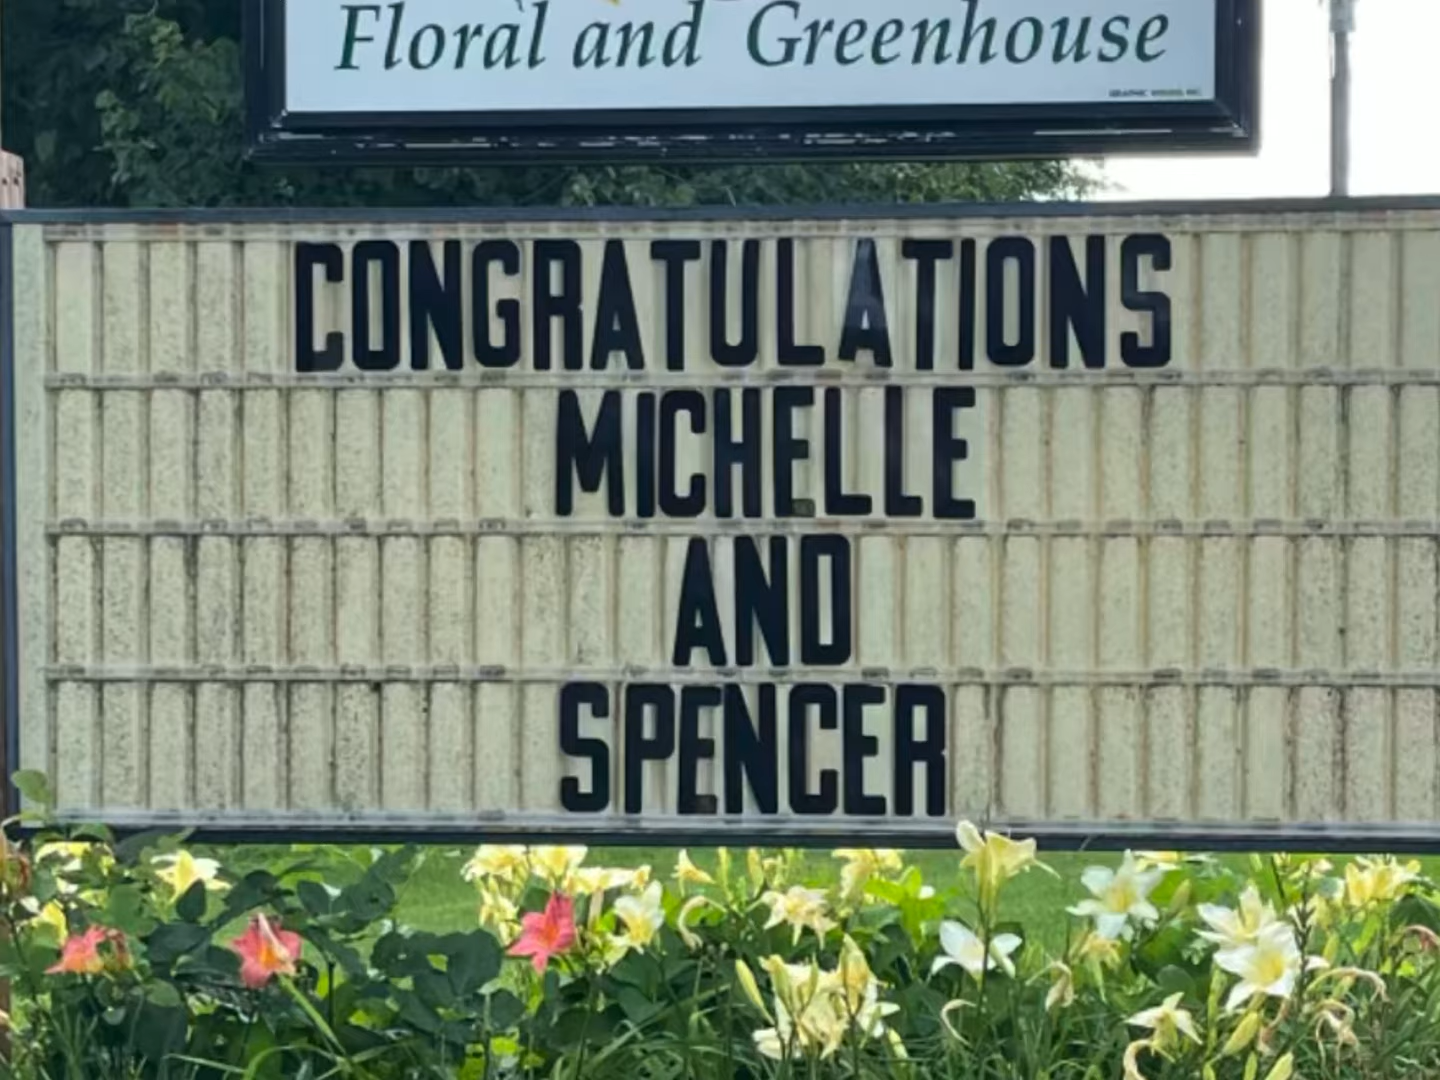 Floral and Greenhouse
CONGRATULATIONS
MICHELLE
AND
SPENCER